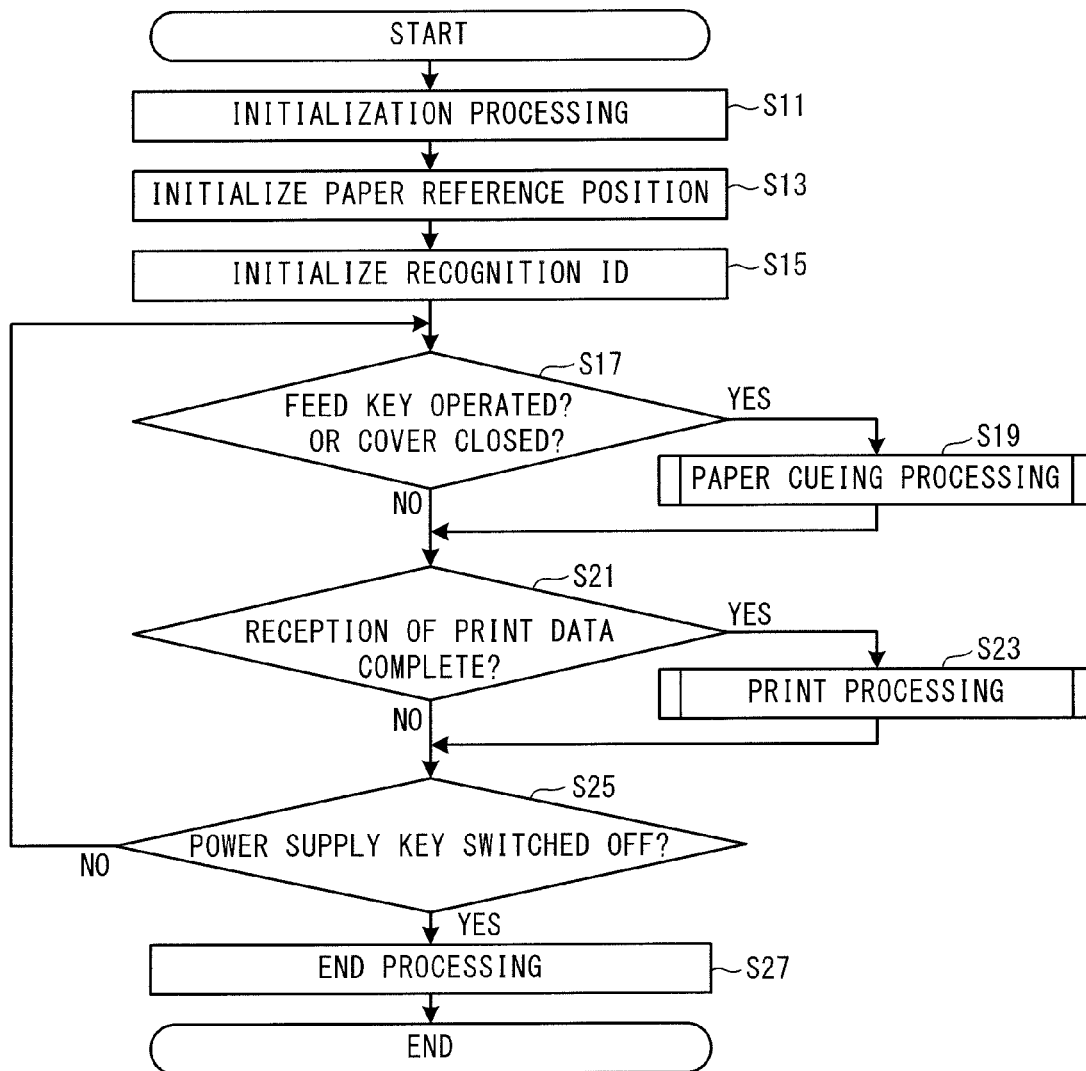 START
INITIALIZATION PROCESSING
S11
INITIALIZE PAPER REFERENCE POSITION
S13
INITIALIZE RECOGNITION ID
S15
S17
FEED KEY OPERATED?
OR COVER CLOSED?
YES
S19
PAPER CUEING PROCESSING
NO
S21
RECEPTION OF PRINT DATA
COMPLETE?
YES
S23
PRINT PROCESSING
NO
S25
POWER SUPPLY KEY SWITCHED OFF?
NO
YES
END PROCESSING
S27
END